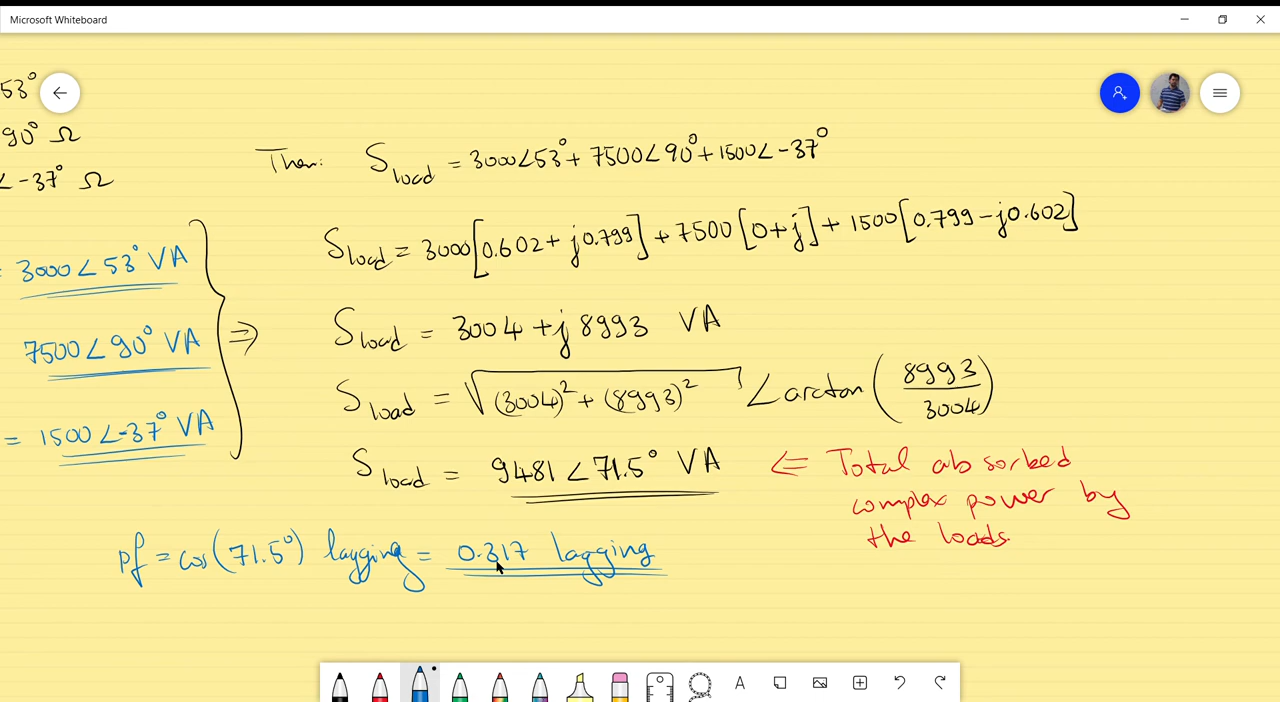 Microsoft Whiteboard
53°
90° Ω
∠-37° Ω
Then: S_load = 3000∠53° + 7500∠90° + 1500∠-37°
S_load = 3000[0.602 + j0.799] + 7500[0+j] + 1500[0.799 - j0.602]
= 3000∠53° VA
7500∠90° VA
= 1500∠-37° VA
⇒ S_load = 3004 + j 8993 VA
S_load = √(3004)² + (8993)² ∠arctan(8993/3004)
S_load = 9481∠71.5° VA
⇐ Total absorbed
complex power by
the loads.
pf = cos(71.5°) lagging = 0.317 lagging
A